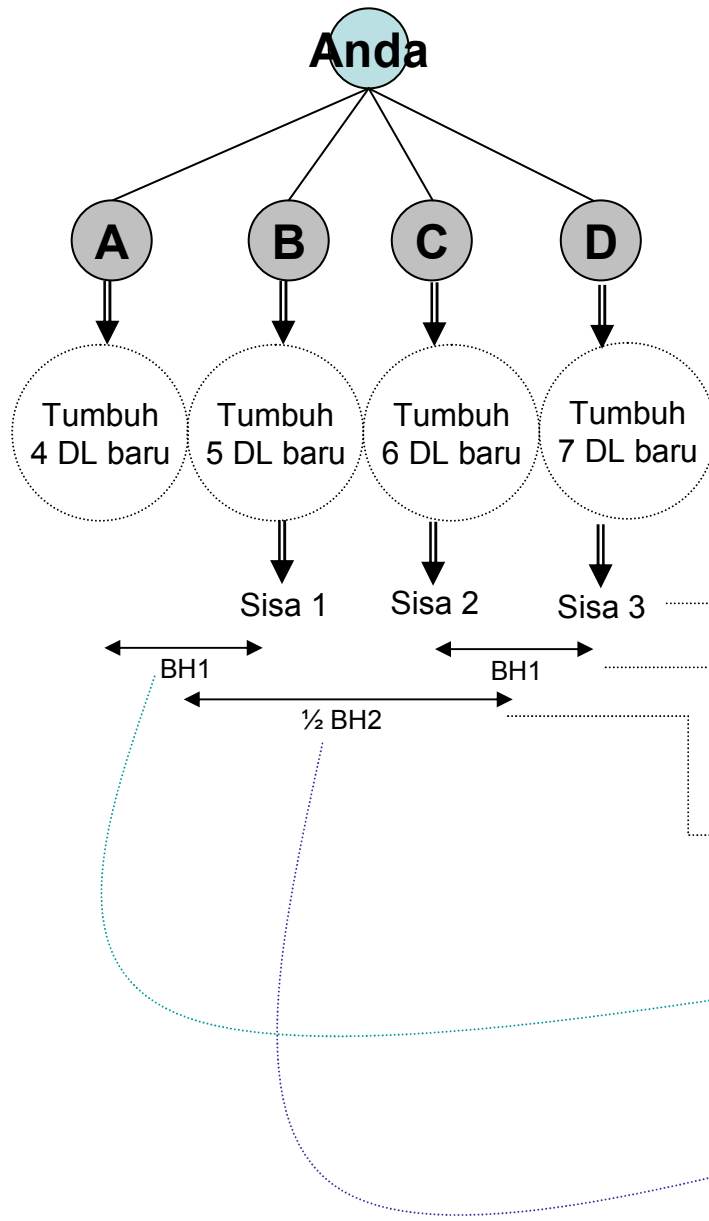 Anda
A B C D
Tumbuh Tumbuh Tumbuh Tumbuh
4 DL baru 5 DL baru 6 DL baru 7 DL baru
Sisa 1 Sisa 2 Sisa 3
BH1 BH1
½ BH2